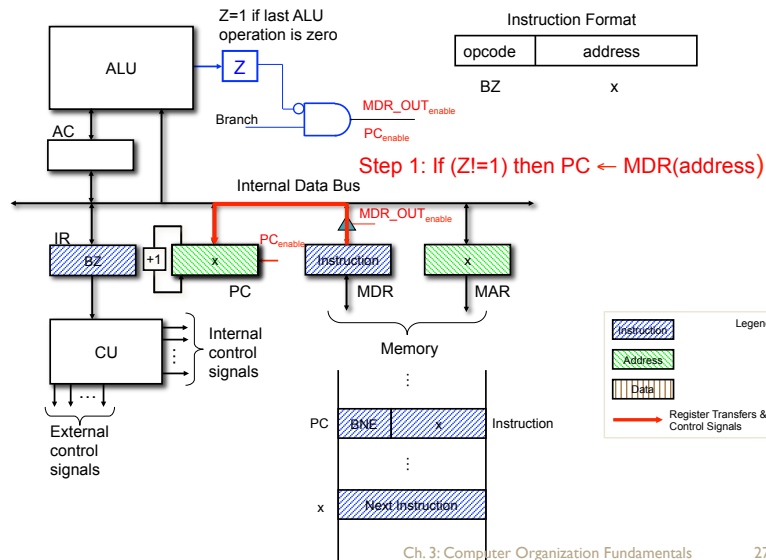 Z=1 if last ALU
operation is zero
Instruction Format
opcode
address
BZ
x
ALU
Z
MDR_OUTenable
Branch
PCenable
AC
Step 1: If (Z!=1) then PC ← MDR(address)
Internal Data Bus
MDR_OUTenable
IR
PCenable
BZ
+1
x
Instruction
x
PC
MDR
MAR
CU
Internal
control
signals
Memory
Legen
Instruction
Address
Data
Register Transfers &
Control Signals
⋮
...
⋮
External
control
signals
PC
BNE
x
Instruction
⋮
x
Next Instruction
Ch. 3: Computer Organization Fundamentals
27